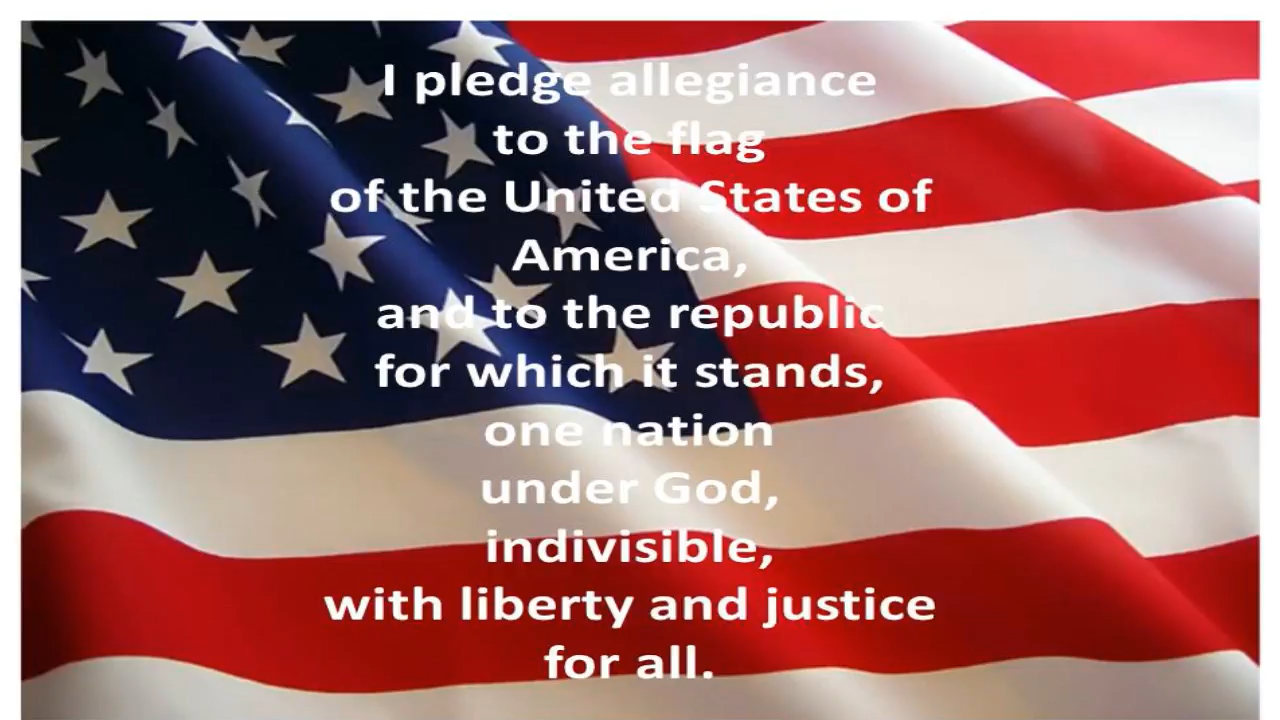 I pledge allegiance
to the flag
of the United States of
America,
and to the republic
for which it stands,
one nation
under God,
indivisible,
with liberty and justice
for all.